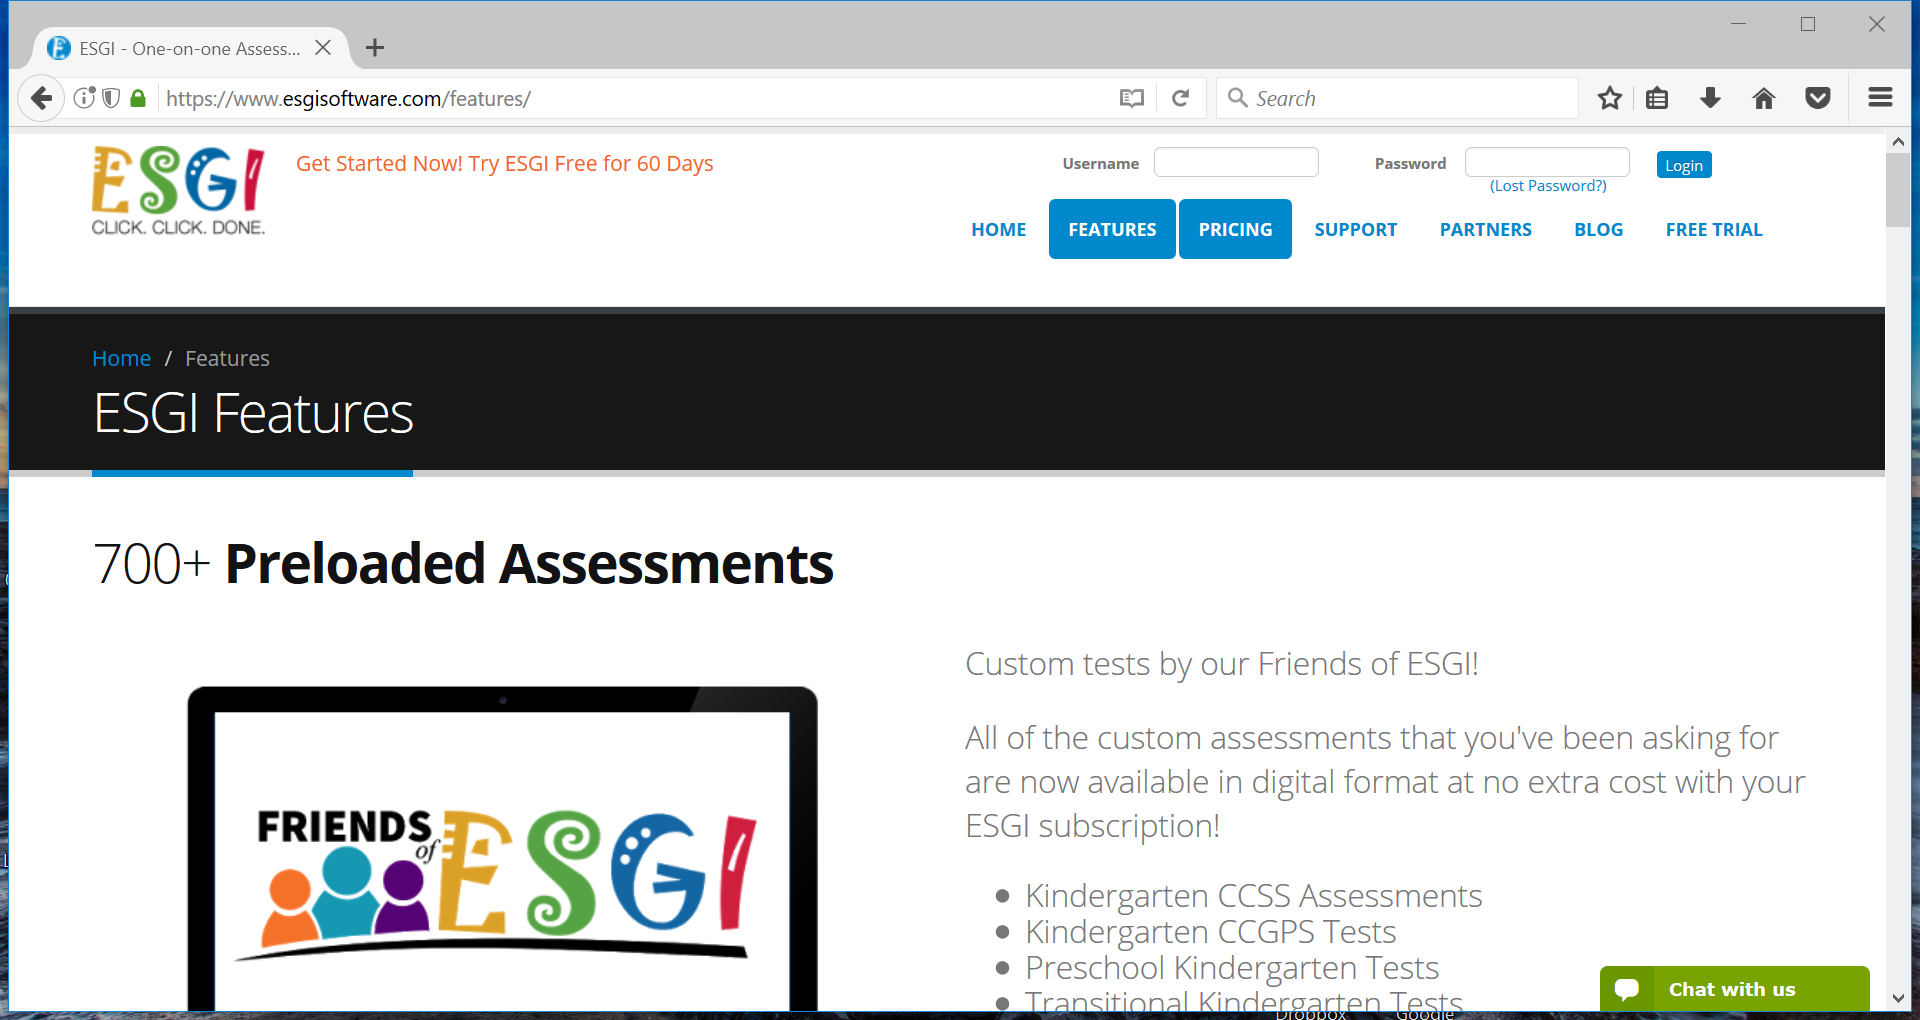 ESGI - One-on-one Assess...
https://www.esgisoftware.com/features/
Search
ESGI
CLICK. CLICK. DONE.
Get Started Now! Try ESGI Free for 60 Days
Username
Password
Login
(Lost Password?)
HOME FEATURES PRICING SUPPORT PARTNERS BLOG FREE TRIAL
Home / Features
ESGI Features
700+ Preloaded Assessments
FRIENDS of ESGI
Custom tests by our Friends of ESGI!
All of the custom assessments that you've been asking for
are now available in digital format at no extra cost with your
ESGI subscription!
Kindergarten CCSS Assessments
Kindergarten CCGPS Tests
Preschool Kindergarten Tests
Transitional Kindergarten Tests
Chat with us
Dropbox Google